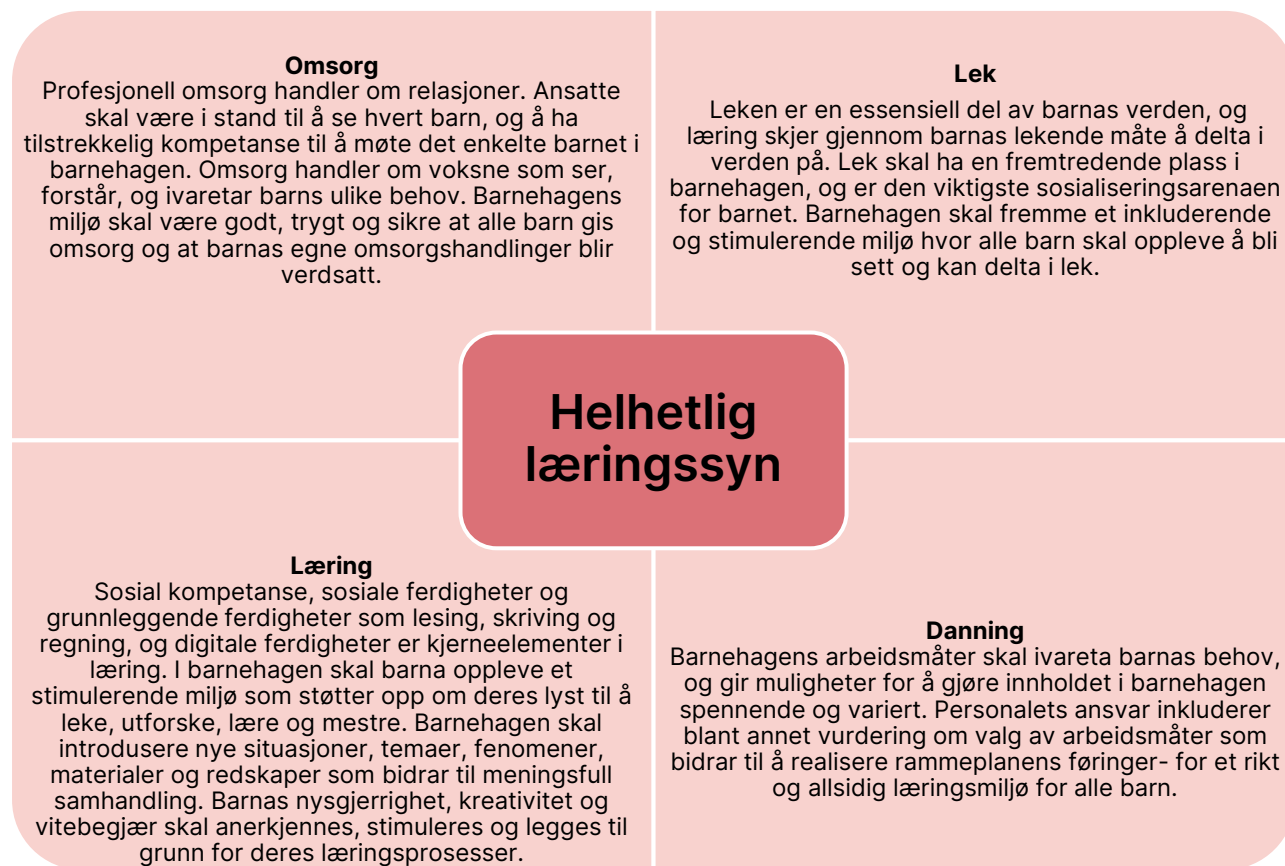 Omsorg
Profesjonell omsorg handler om relasjoner. Ansatte
skal være i stand til å se hvert barn, og å ha
tilstrekkelig kompetanse til å møte det enkelte barnet i
barnehagen. Omsorg handler om voksne som ser,
forstår, og ivaretar barns ulike behov. Barnehagens
miljø skal være godt, trygt og sikre at alle barn gis
omsorg og at barnas egne omsorgshandlinger blir
verdsatt.
Lek
Leken er en essensiell del av barnas verden, og
læring skjer gjennom barnas lekende måte å delta i
verden på. Lek skal ha en fremtredende plass i
barnehagen, og er den viktigste sosialiseringsarenaen
for barnet. Barnehagen skal fremme et inkluderende
og stimulerende miljø hvor alle barn skal oppleve å bli
sett og kan delta i lek.
Helhetlig
læringssyn
Læring
Sosial kompetanse, sosiale ferdigheter og
grunnleggende ferdigheter som lesing, skriving og
regning, og digitale ferdigheter er kjerneelementer i
læring. I barnehagen skal barna oppleve et
stimulerende miljø som støtter opp om deres lyst til å
leke, utforske, lære og mestre. Barnehagen skal
introdusere nye situasjoner, temaer, fenomener,
materialer og redskaper som bidrar til meningsfull
samhandling. Barnas nysgjerrighet, kreativitet og
vitebegjær skal anerkjennes, stimuleres og legges til
grunn for deres læringsprosesser.
Danning
Barnehagens arbeidsmåter skal ivareta barnas behov,
og gir muligheter for å gjøre innholdet i barnehagen
spennende og variert. Personalets ansvar inkluderer
blant annet vurdering om valg av arbeidsmåter som
bidrar til å realisere rammeplanens føringer- for et rikt
og allsidig læringsmiljø for alle barn.